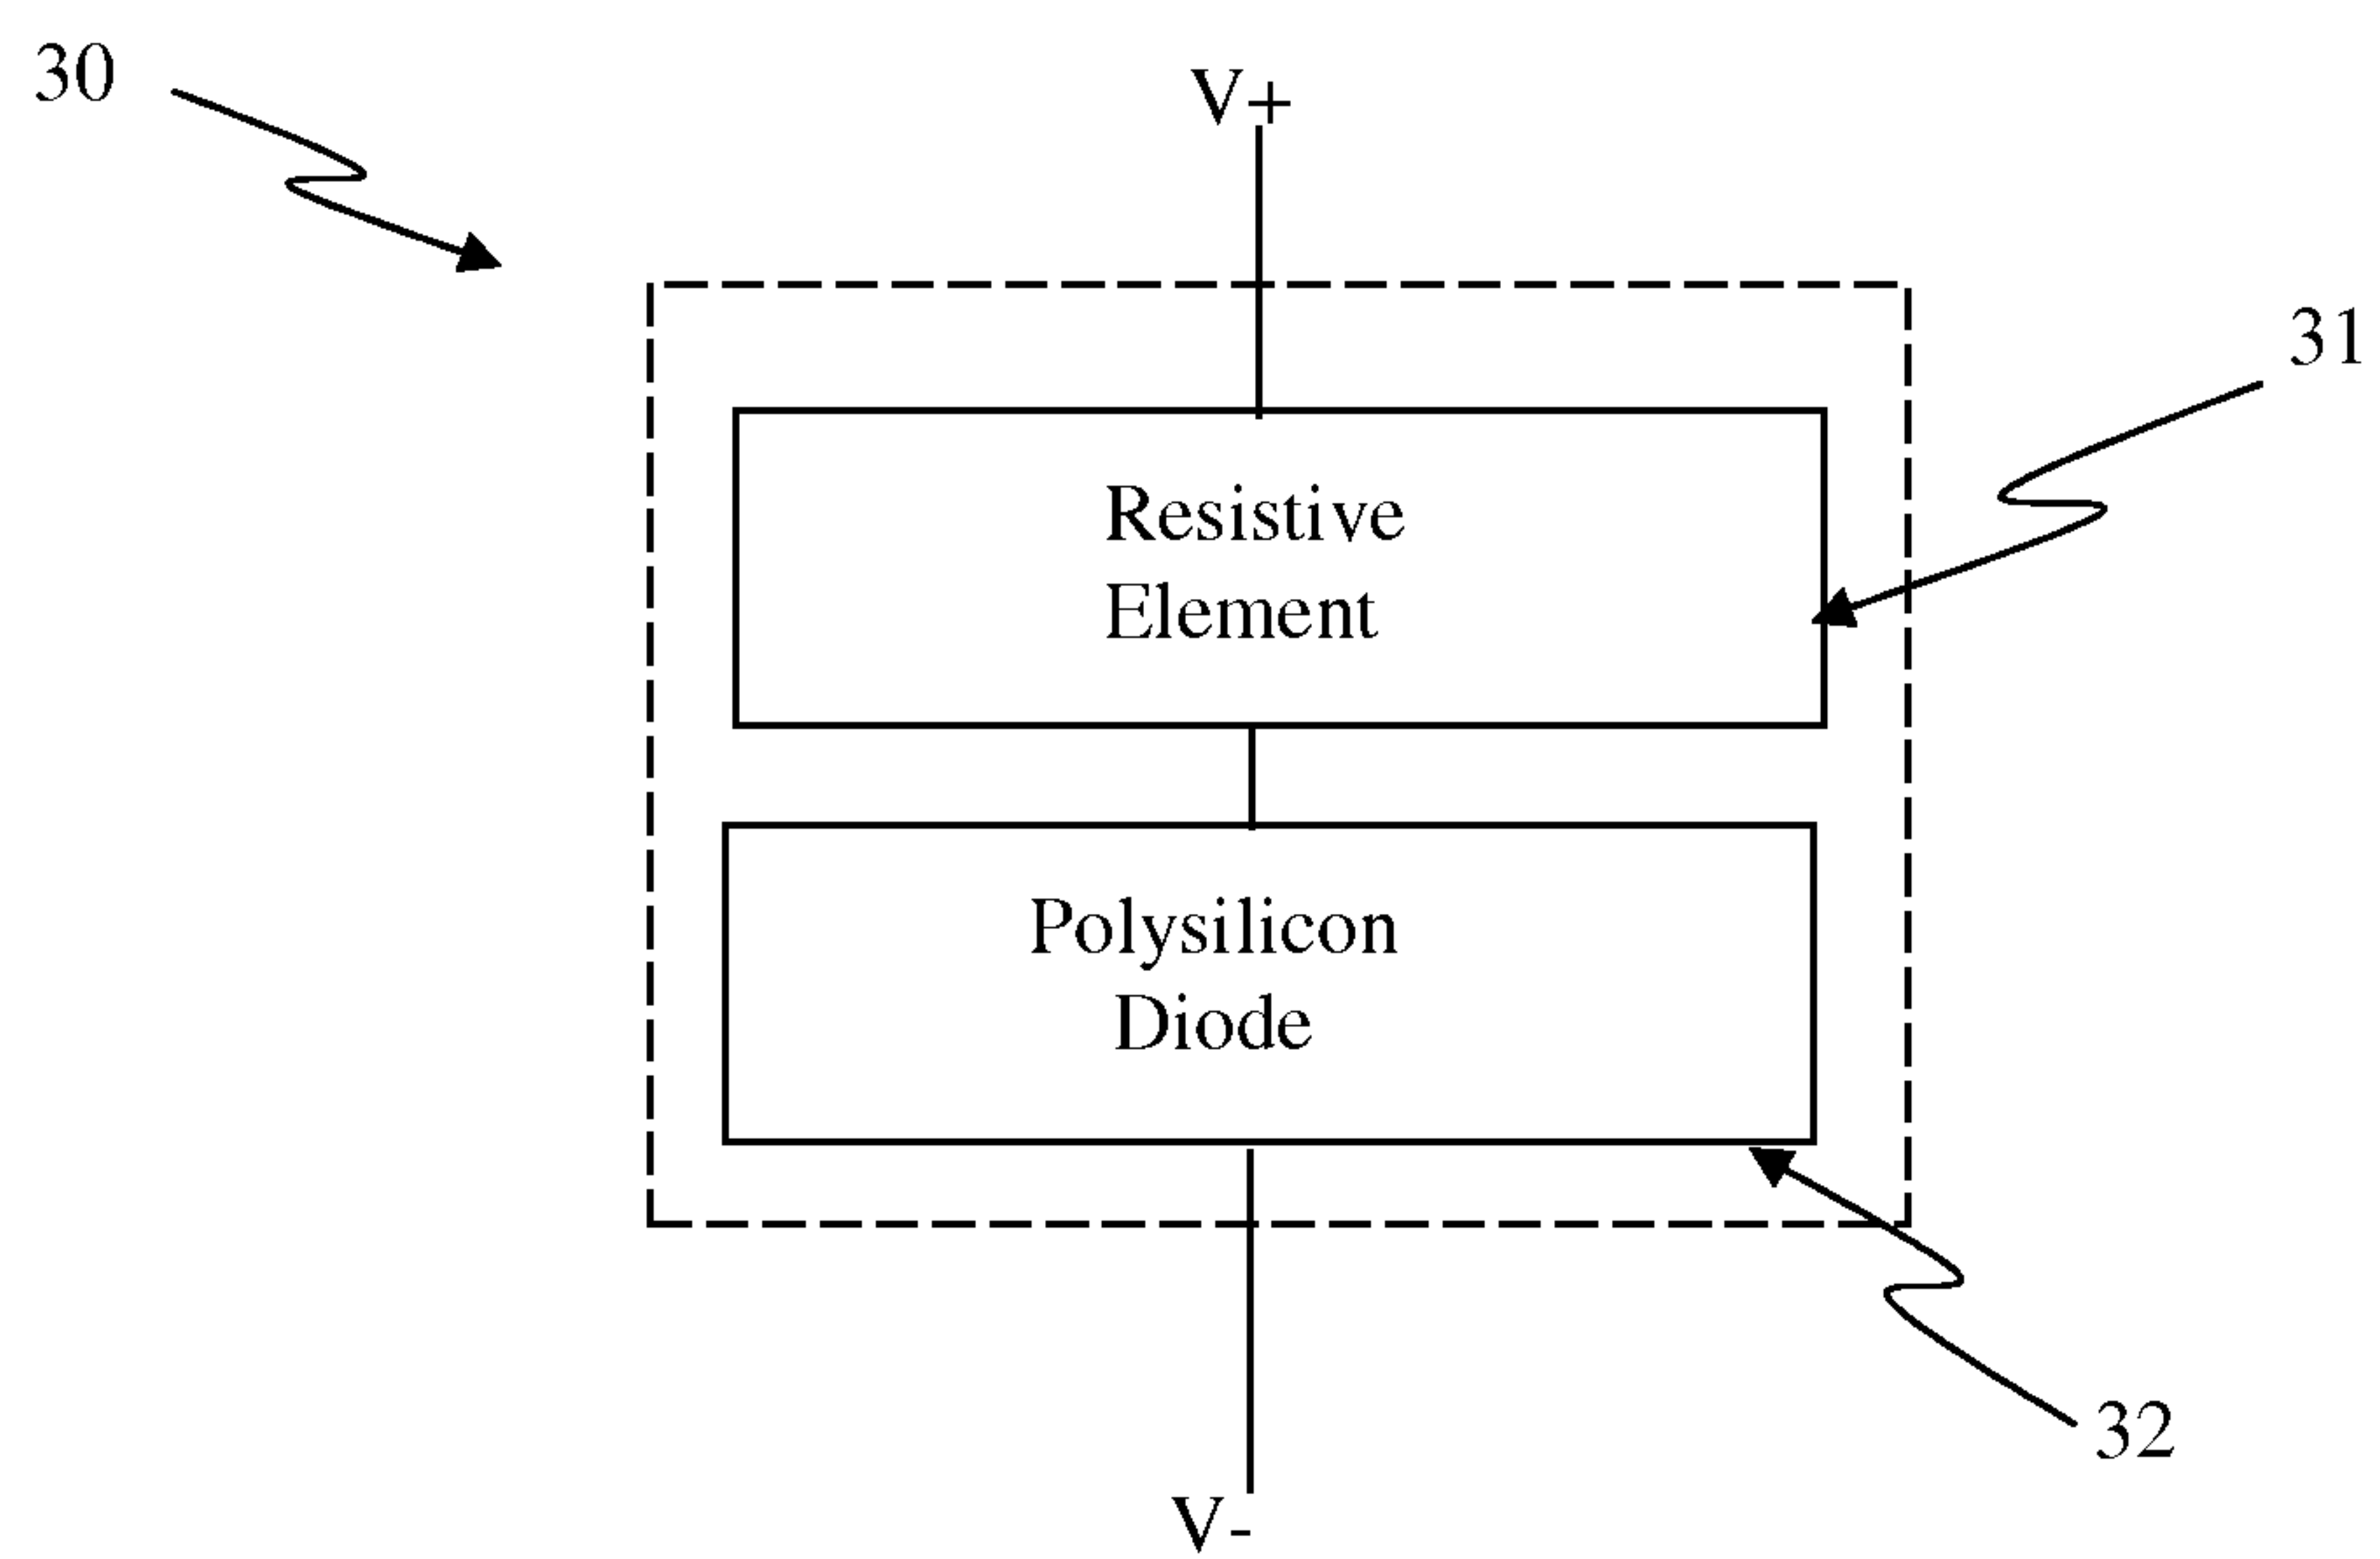 30
V+
31
Resistive
Element
Polysilicon
Diode
32
V-